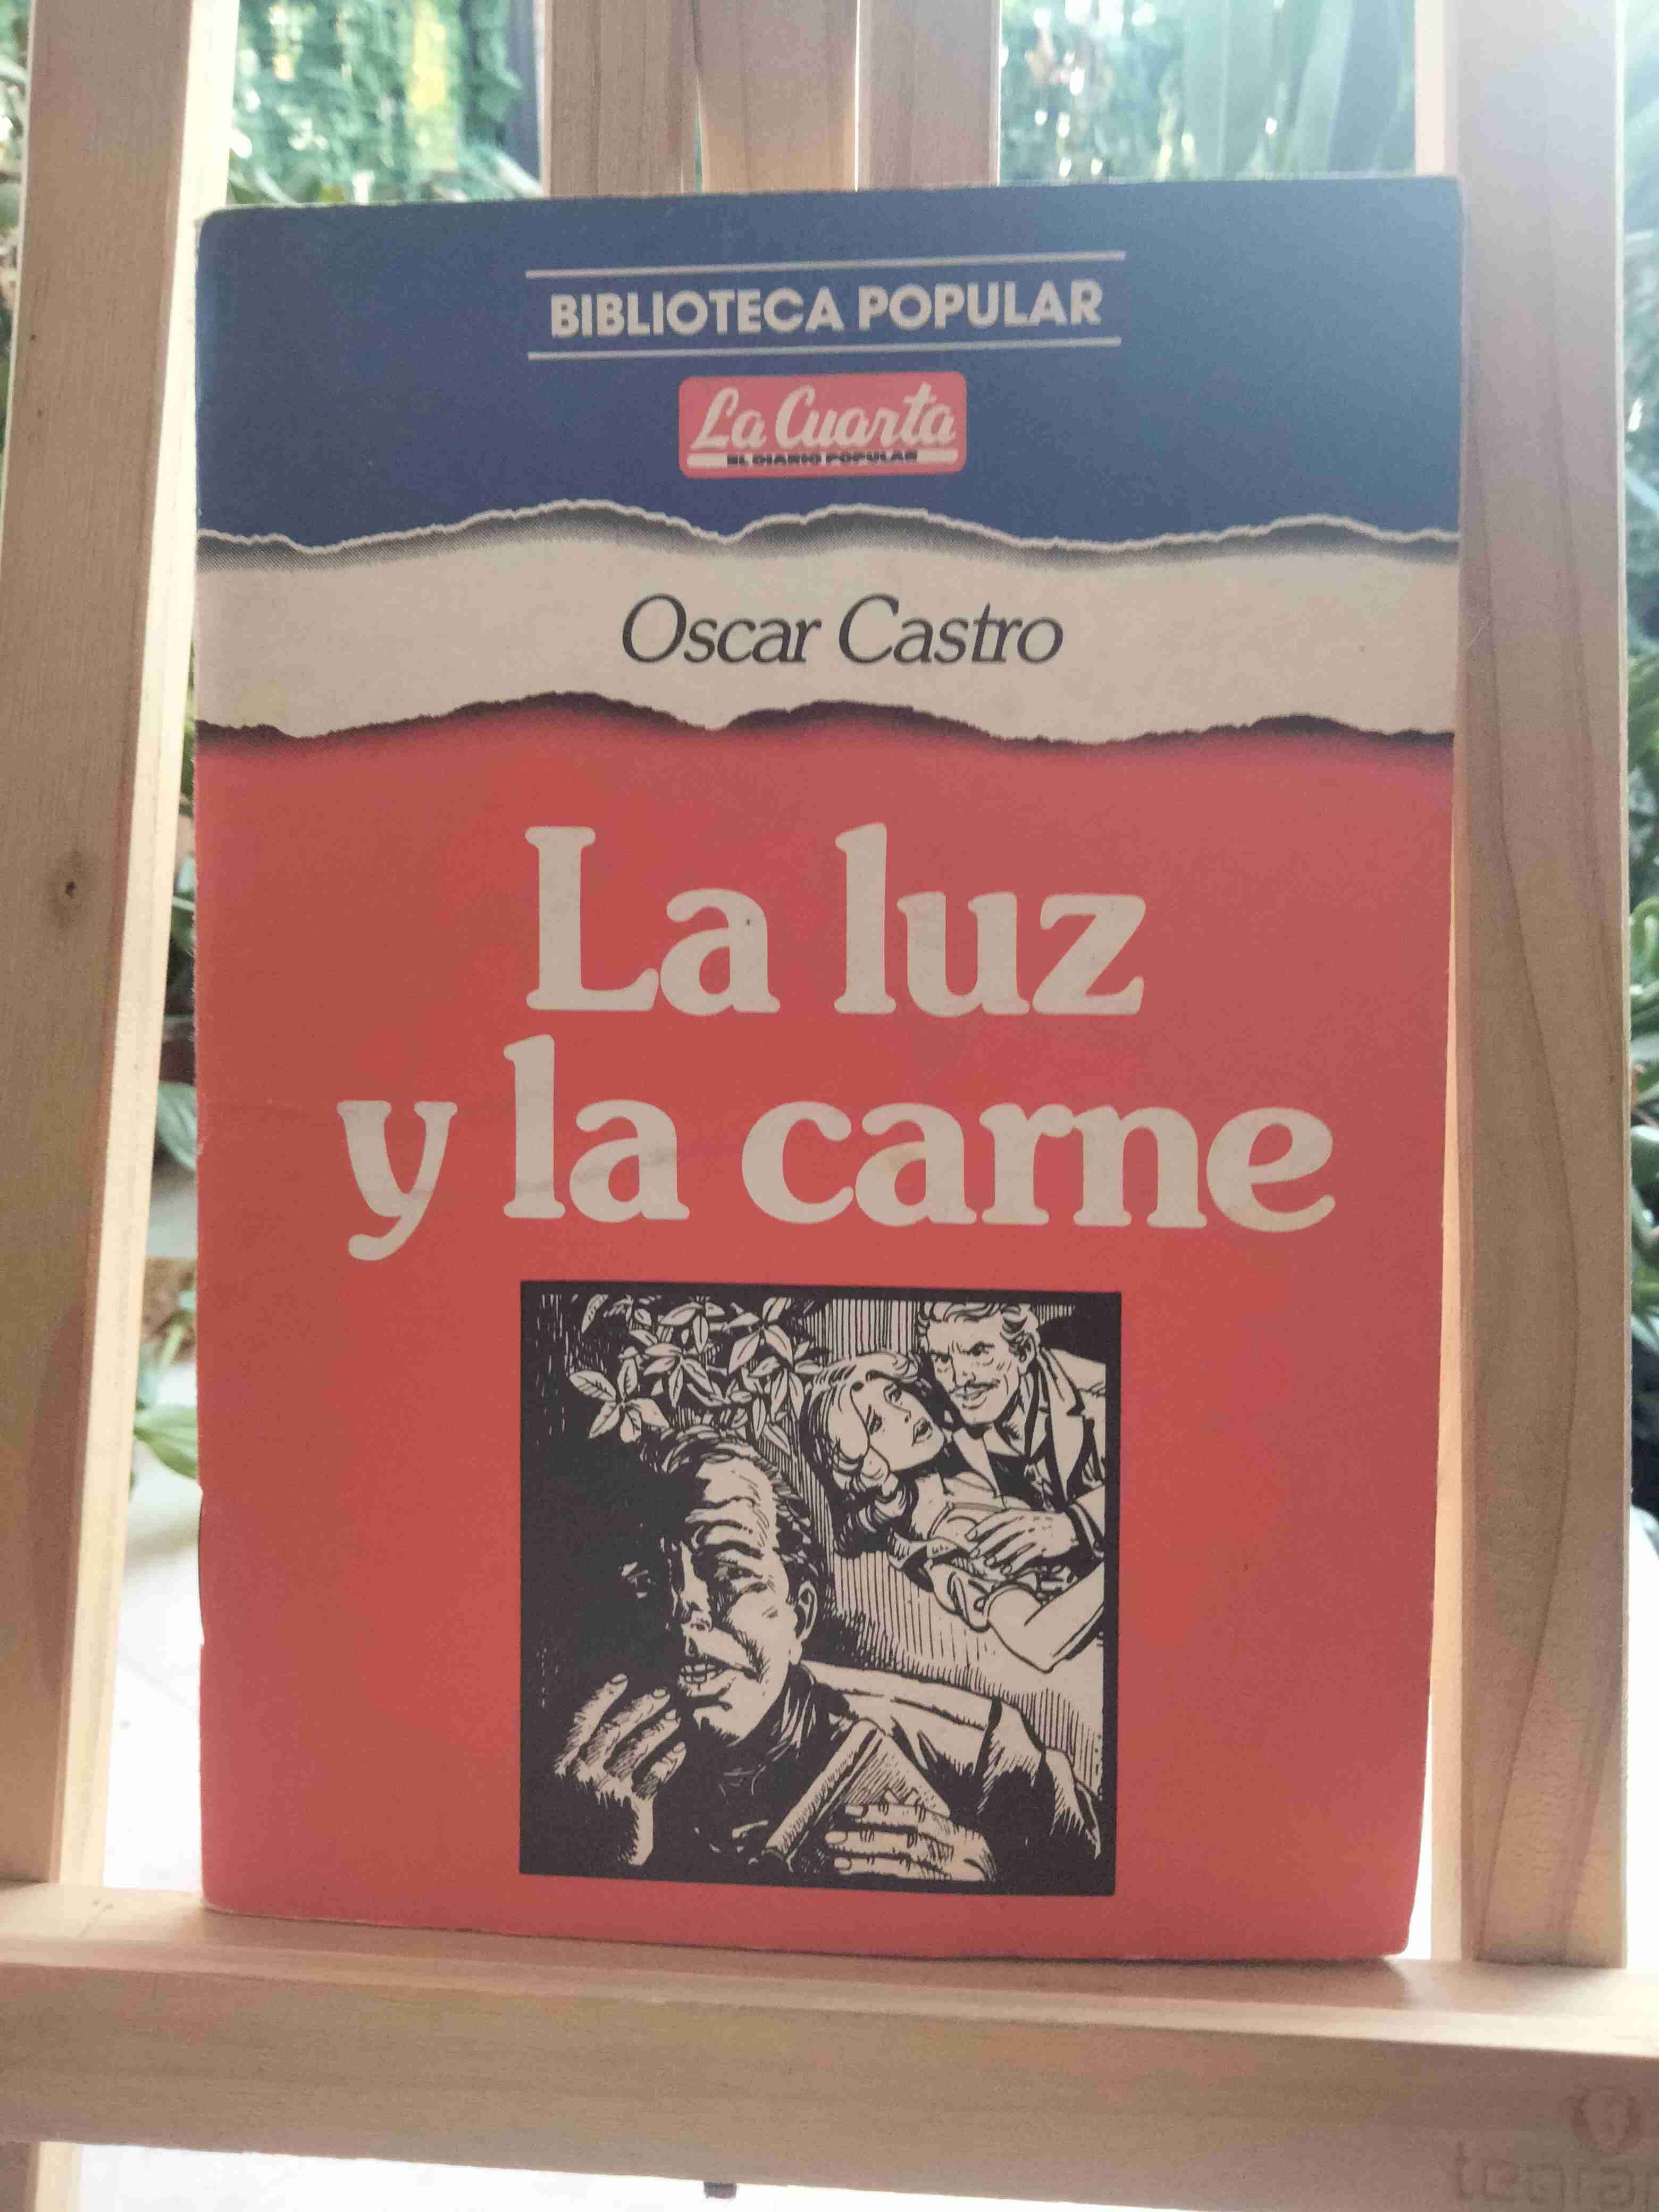 BIBLIOTECA POPULAR
La Cuarta
EL DIARIO POPULAR
Oscar Castro
La luz
y la carne